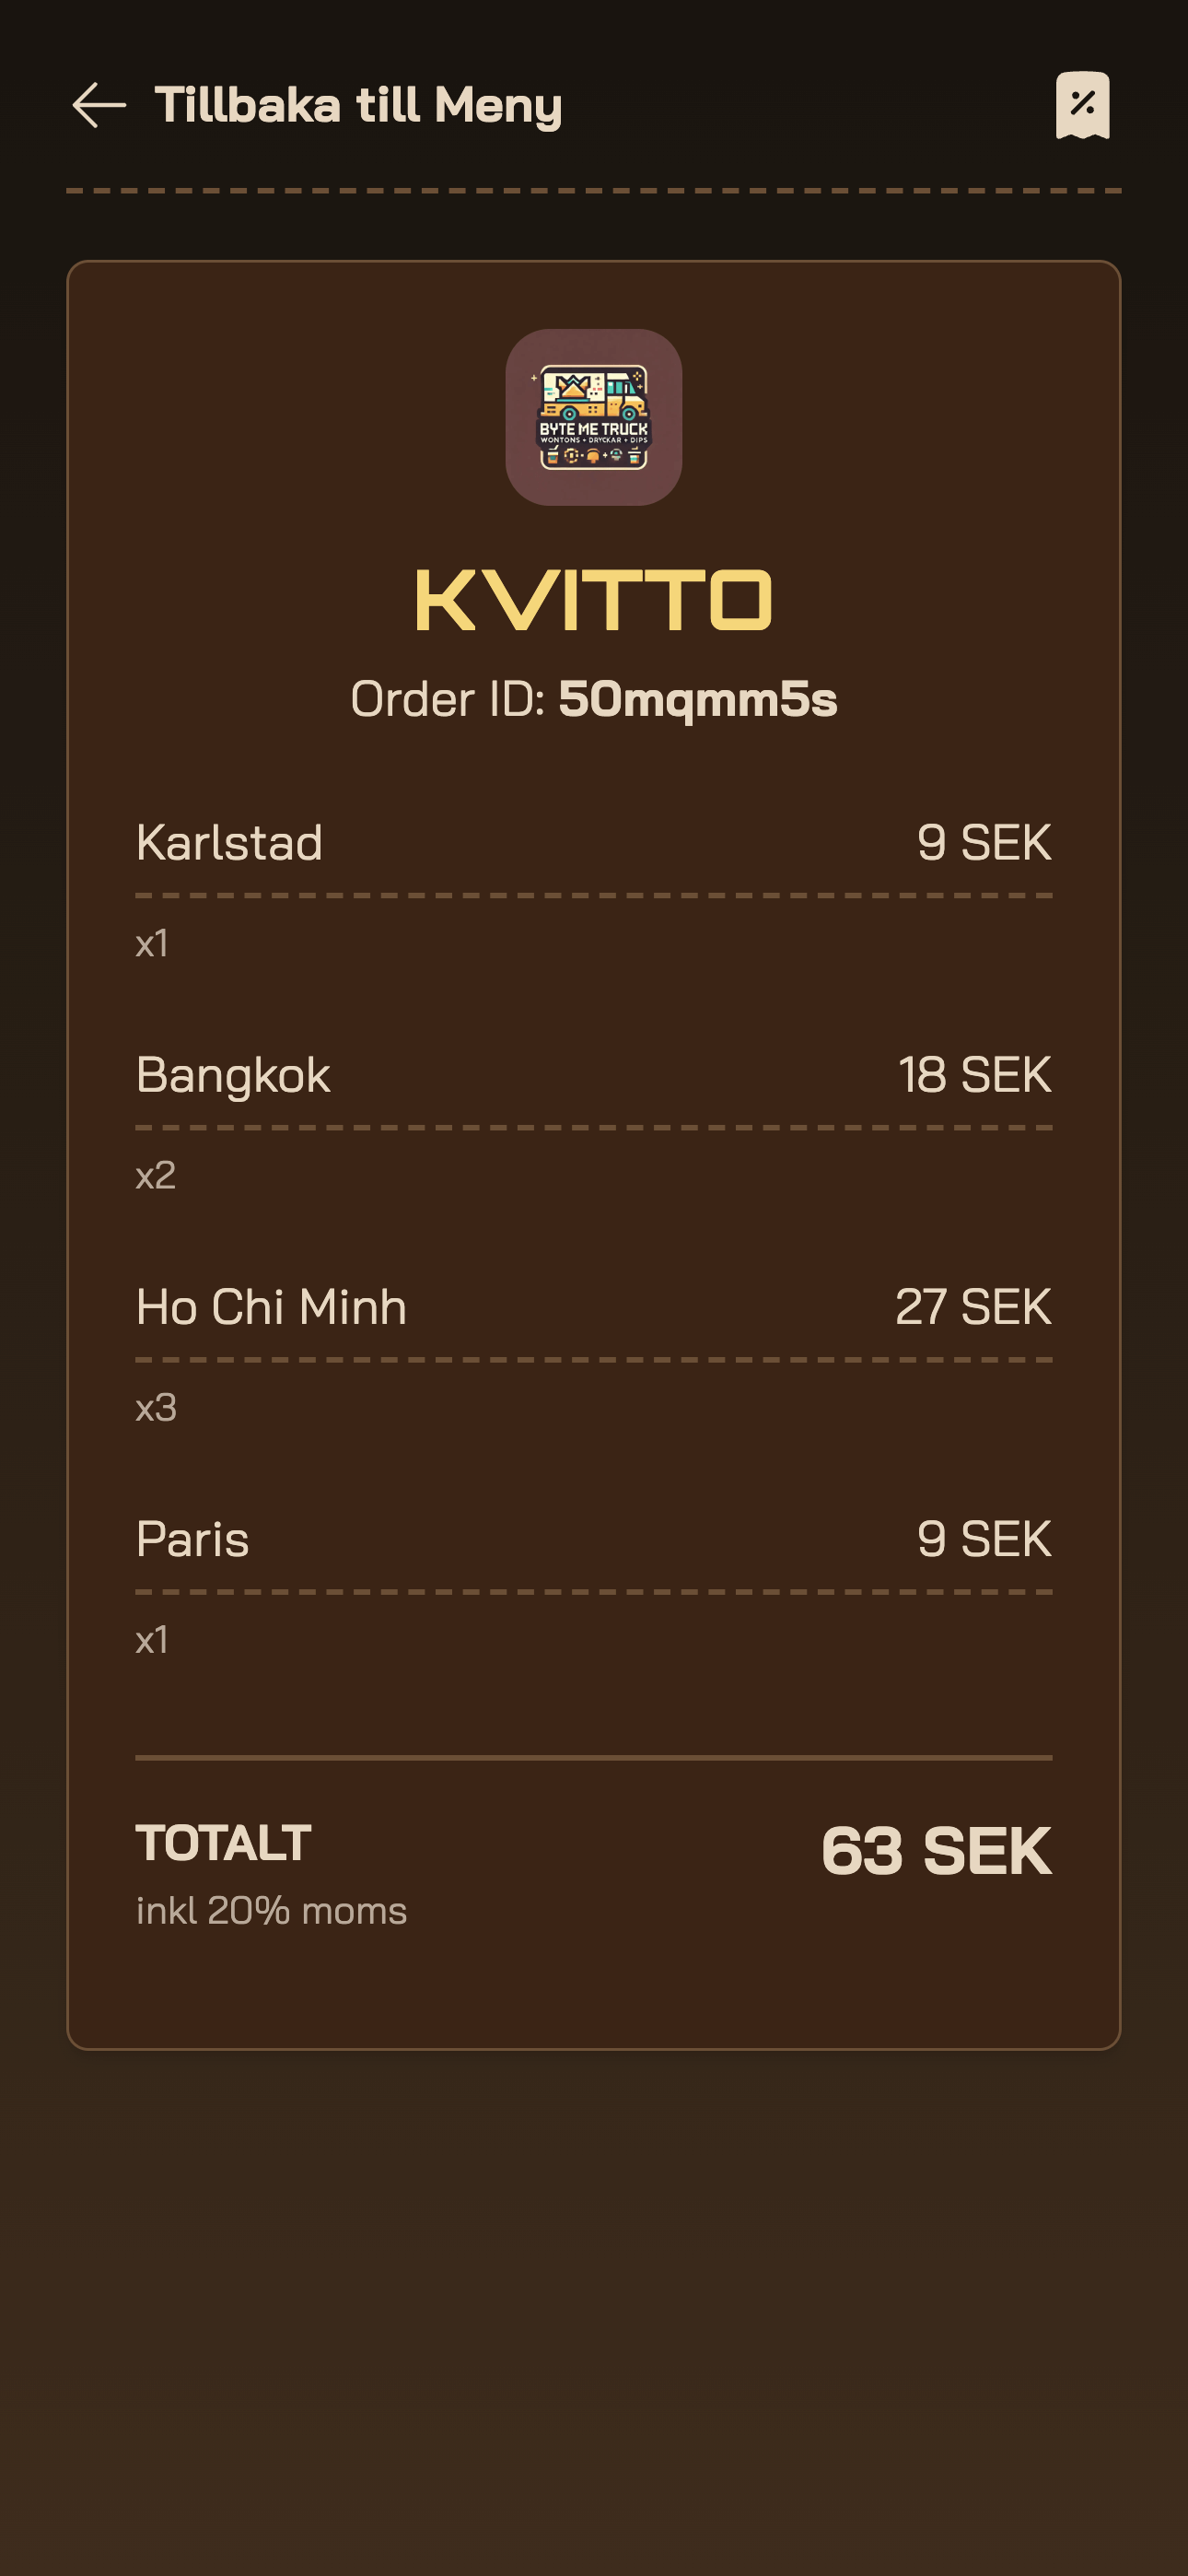 Tillbaka till Meny
BYTE ME TRUCK
WONTONS • DRYCKAR • DIPS
KVITTO
Order ID: 50mqmm5s
Karlstad 9 SEK
x1
Bangkok 18 SEK
x2
Ho Chi Minh 27 SEK
x3
Paris 9 SEK
x1
TOTALT 63 SEK
inkl 20% moms